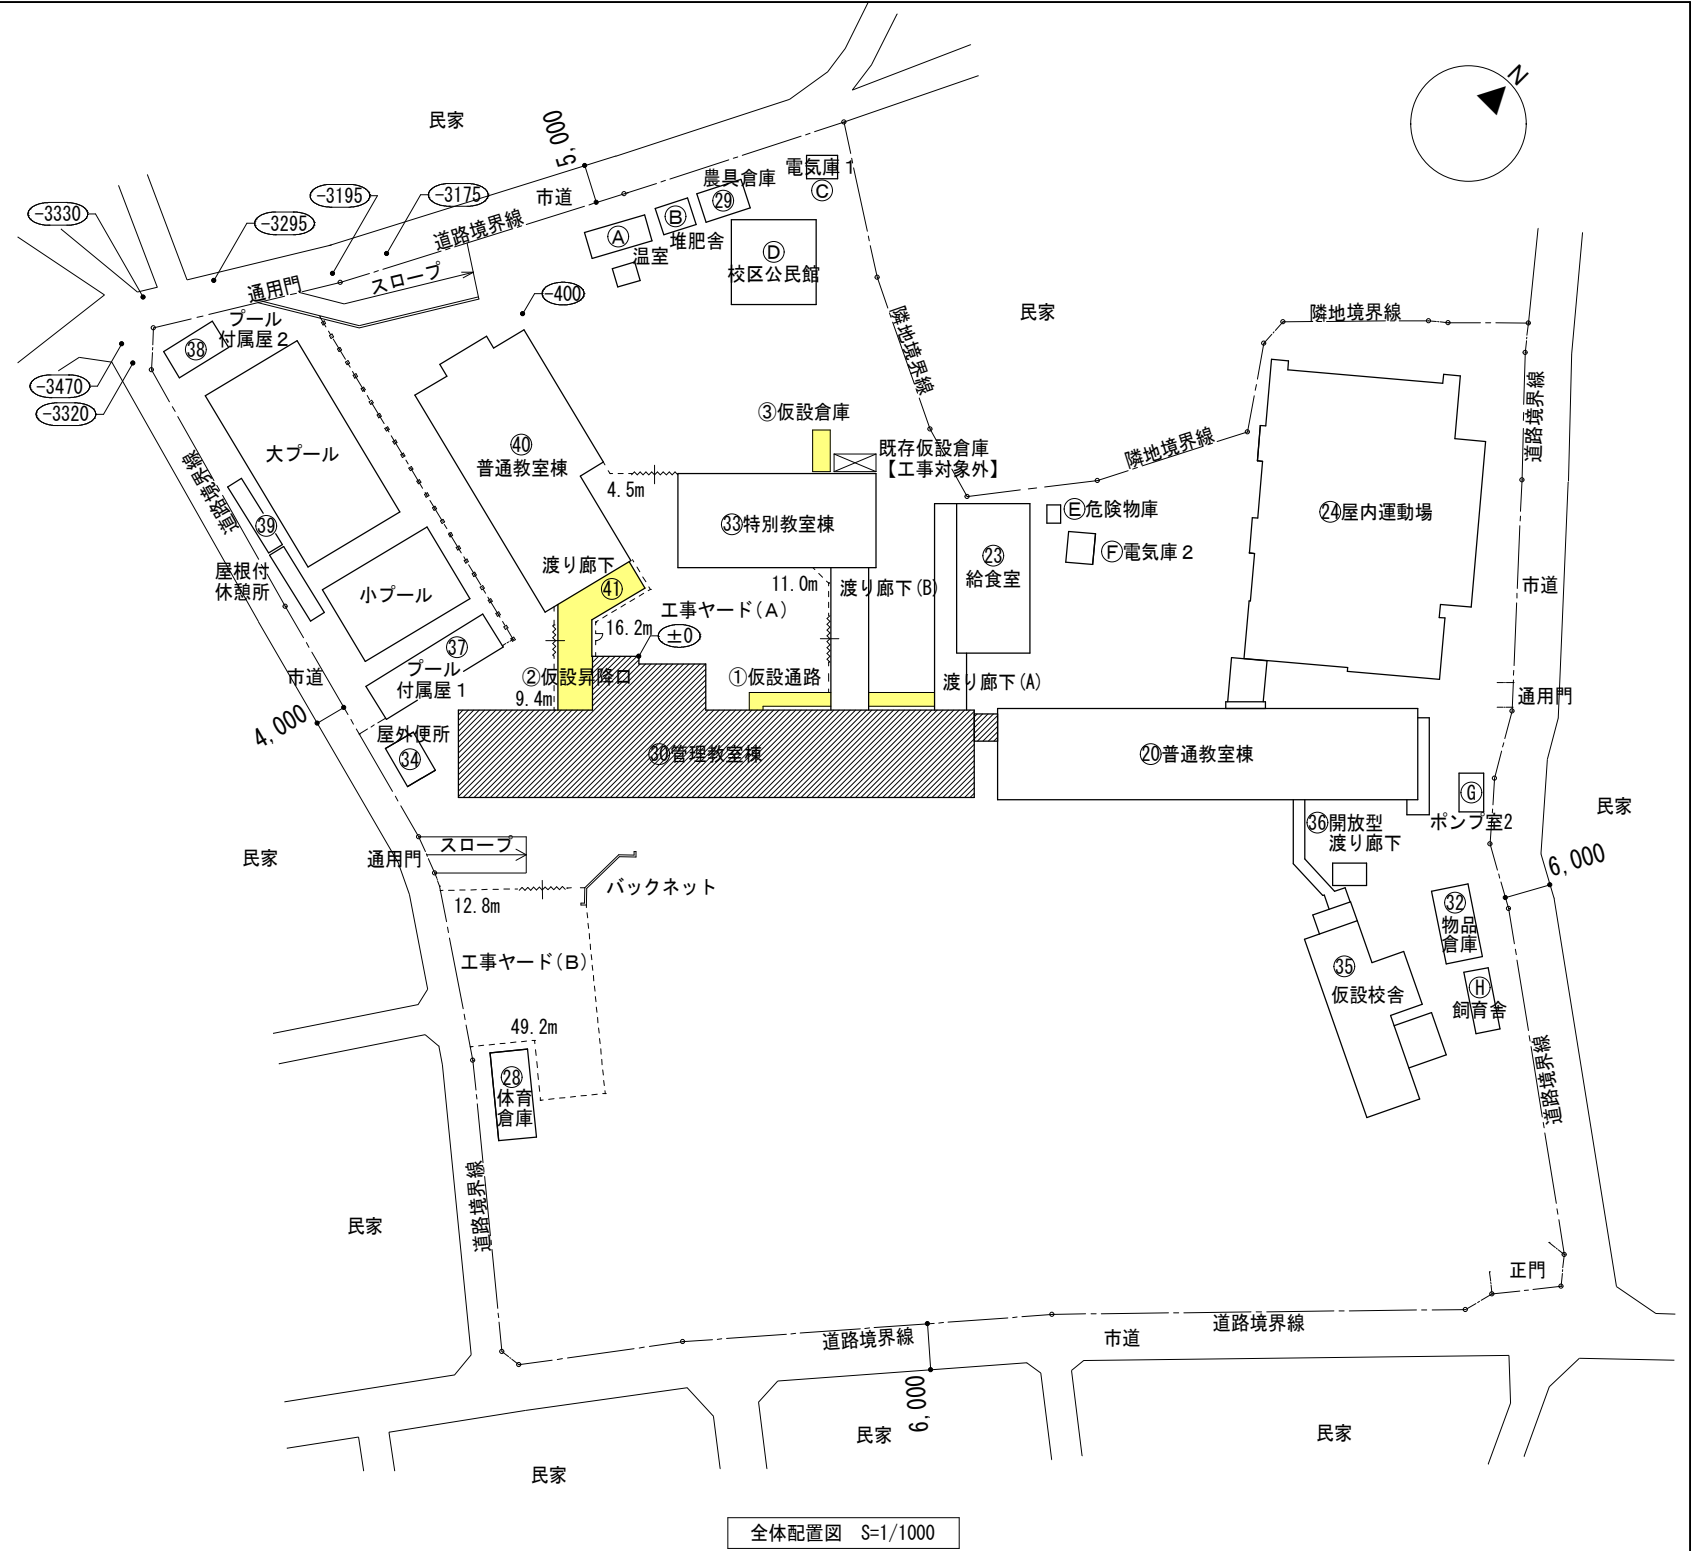 N
民家
5,000
市道
電気庫1
Ⓒ
農具倉庫
㉙
Ⓑ
堆肥舎
Ⓐ
温室
Ⓓ
校区公民館
-3330
-3295
-3195
-3175
道路境界線
通用門
スロープ
-400
プール
付属屋2
㊳
-3470
-3320
大プール
道路境界線
㊴
屋根付
休憩所
小プール
㊲
プール
付属屋1
市道
4,000
屋外便所
㉞
㊵
普通教室棟
4.5m
③仮設倉庫
既存仮設倉庫
【工事対象外】
隣地境界線
民家
隣地境界線
隣地境界線
道路境界線
㉝特別教室棟
Ⓔ危険物庫
Ⓕ電気庫2
㉓
給食室
㉔屋内運動場
市道
渡り廊下
㊶
11.0m
渡り廊下(B)
工事ヤード(A)
16.2m
±0
②仮設昇降口
9.4m
①仮設通路
渡り廊下(A)
通用門
㉚管理教室棟
⑳普通教室棟
Ⓖ
ポンプ室2
民家
㊱開放型
渡り廊下
6,000
民家
通用門
スロープ
バックネット
12.8m
工事ヤード(B)
49.2m
㉘
体育
倉庫
㉜
物品
倉庫
㉟
仮設校舎
Ⓗ
飼育舎
道路境界線
道路境界線
民家
正門
道路境界線
市道
道路境界線
6,000
民家
民家
民家
全体配置図 S=1/1000